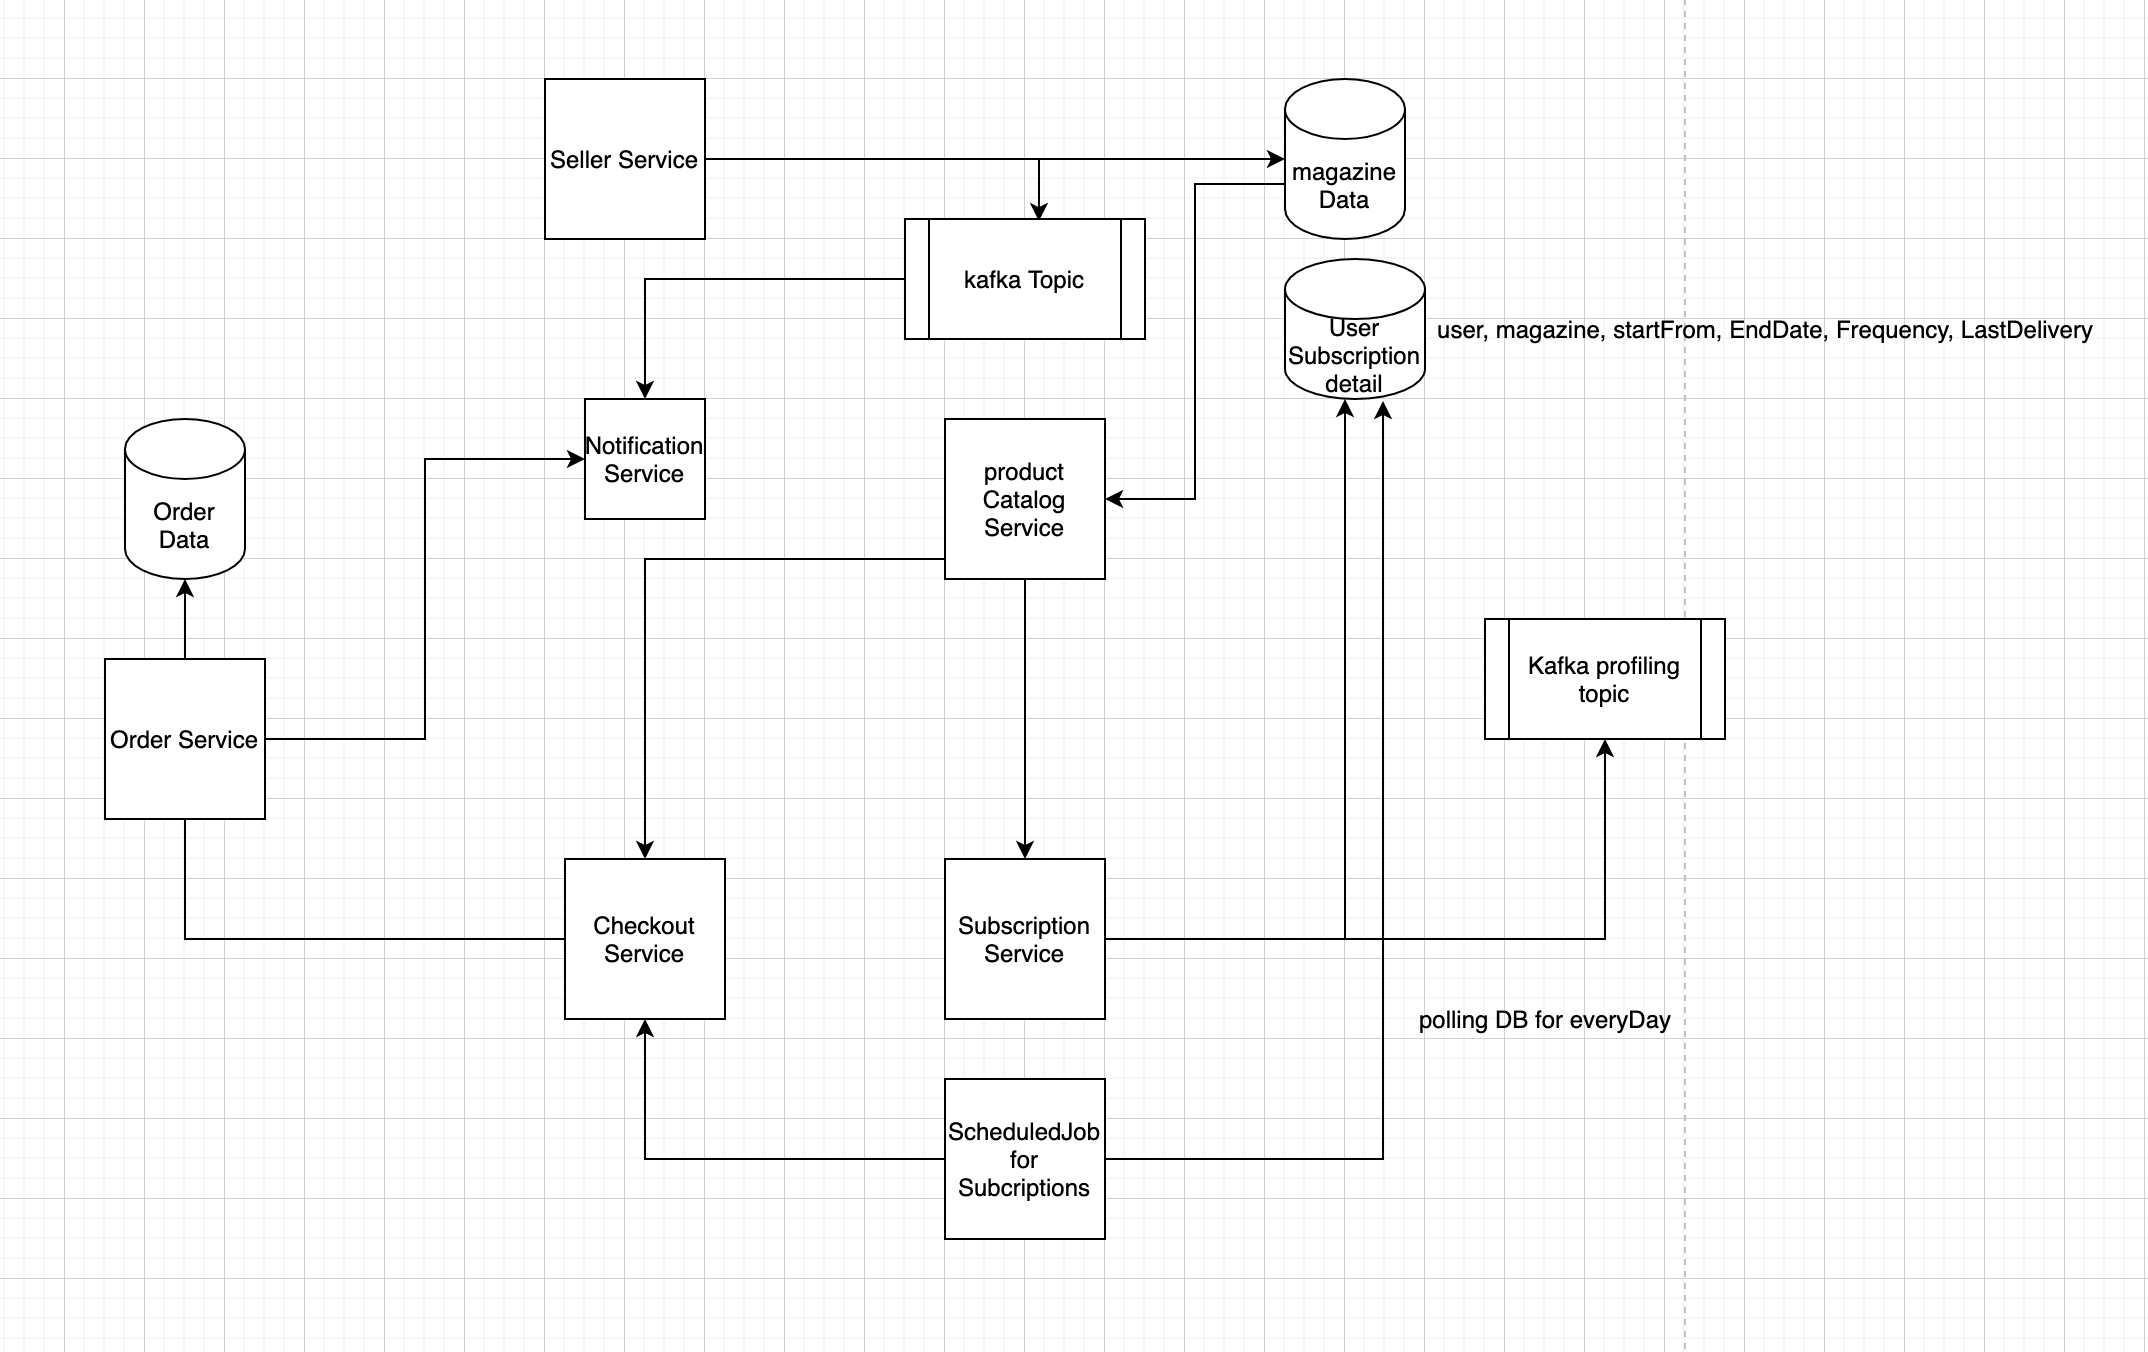 Seller Service
magazine
Data
kafka Topic
User
Subscription
detail
user, magazine, startFrom, EndDate, Frequency, LastDelivery
Notification
Service
product
Catalog
Service
Order
Data
Kafka profiling
topic
Order Service
Checkout
Service
Subscription
Service
polling DB for everyDay
ScheduledJob
for
Subcriptions